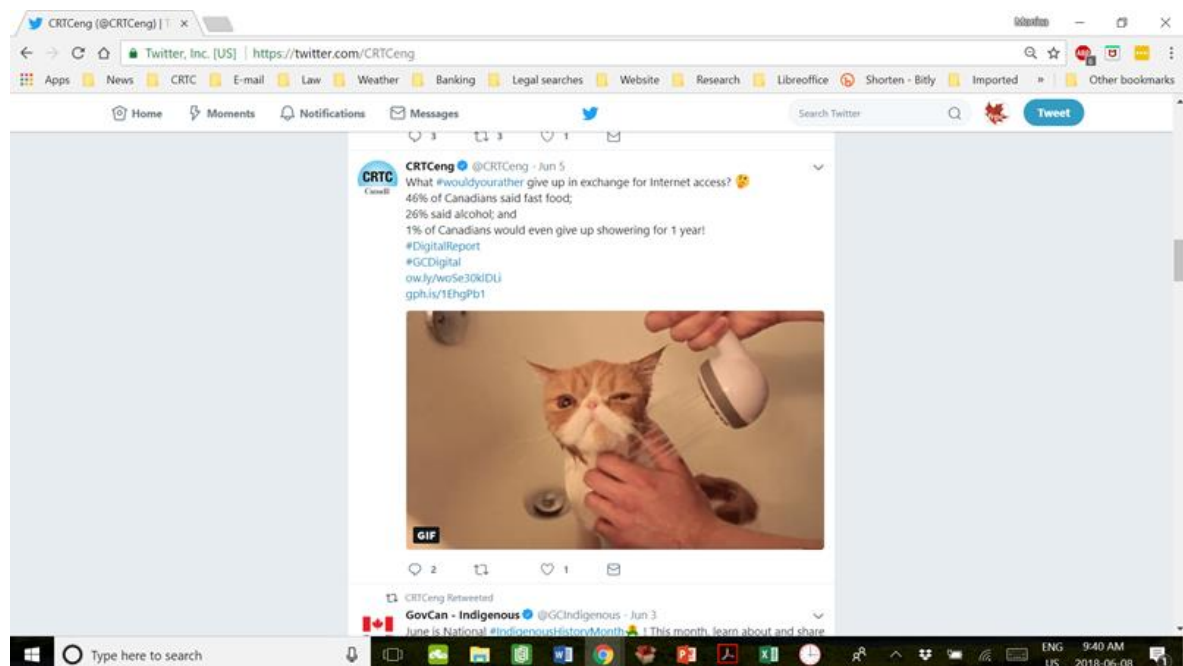 CRTCeng (@CRTCeng) | T
Twitter, Inc. [US] | https://twitter.com/CRTCeng
Apps News CRTC E-mail Law Weather Banking Legal searches Website Research Libreoffice Shorten - Bitly Imported » Other bookmarks
Home Moments Notifications Messages Search Twitter Tweet
3 3 1
CRTCeng @CRTCeng · Jun 5
CRTC
Canada
What #wouldyourather give up in exchange for Internet access?
46% of Canadians said fast food;
26% said alcohol; and
1% of Canadians would even give up showering for 1 year!
#DigitalReport
#GCDigital
gph.is/1EhgPb1
GIF
2 1
CRTCeng Retweeted
GovCan - Indigenous @GCIndigenous · Jun 3
June is National #IndigenousHistoryMonth ! This month, learn about and share
Type here to search ENG 9:40 AM
US 2018-06-08